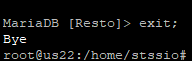 MariaDB [Resto]> exit;
Bye
root@us22:/home/stssio#